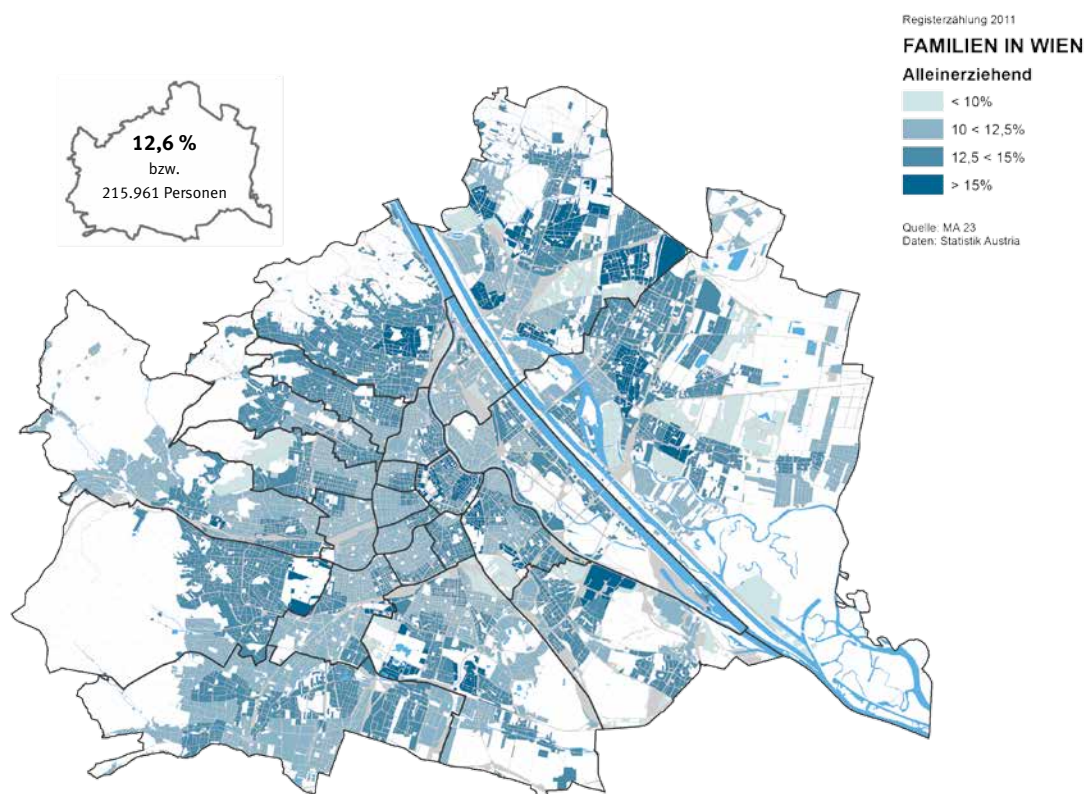 Registerzählung 2011
FAMILIEN IN WIEN
Alleinerziehend
< 10%
10 < 12,5%
12,5 < 15%
> 15%
Quelle: MA 23
Daten: Statistik Austria
12,6 %
bzw.
215.961 Personen